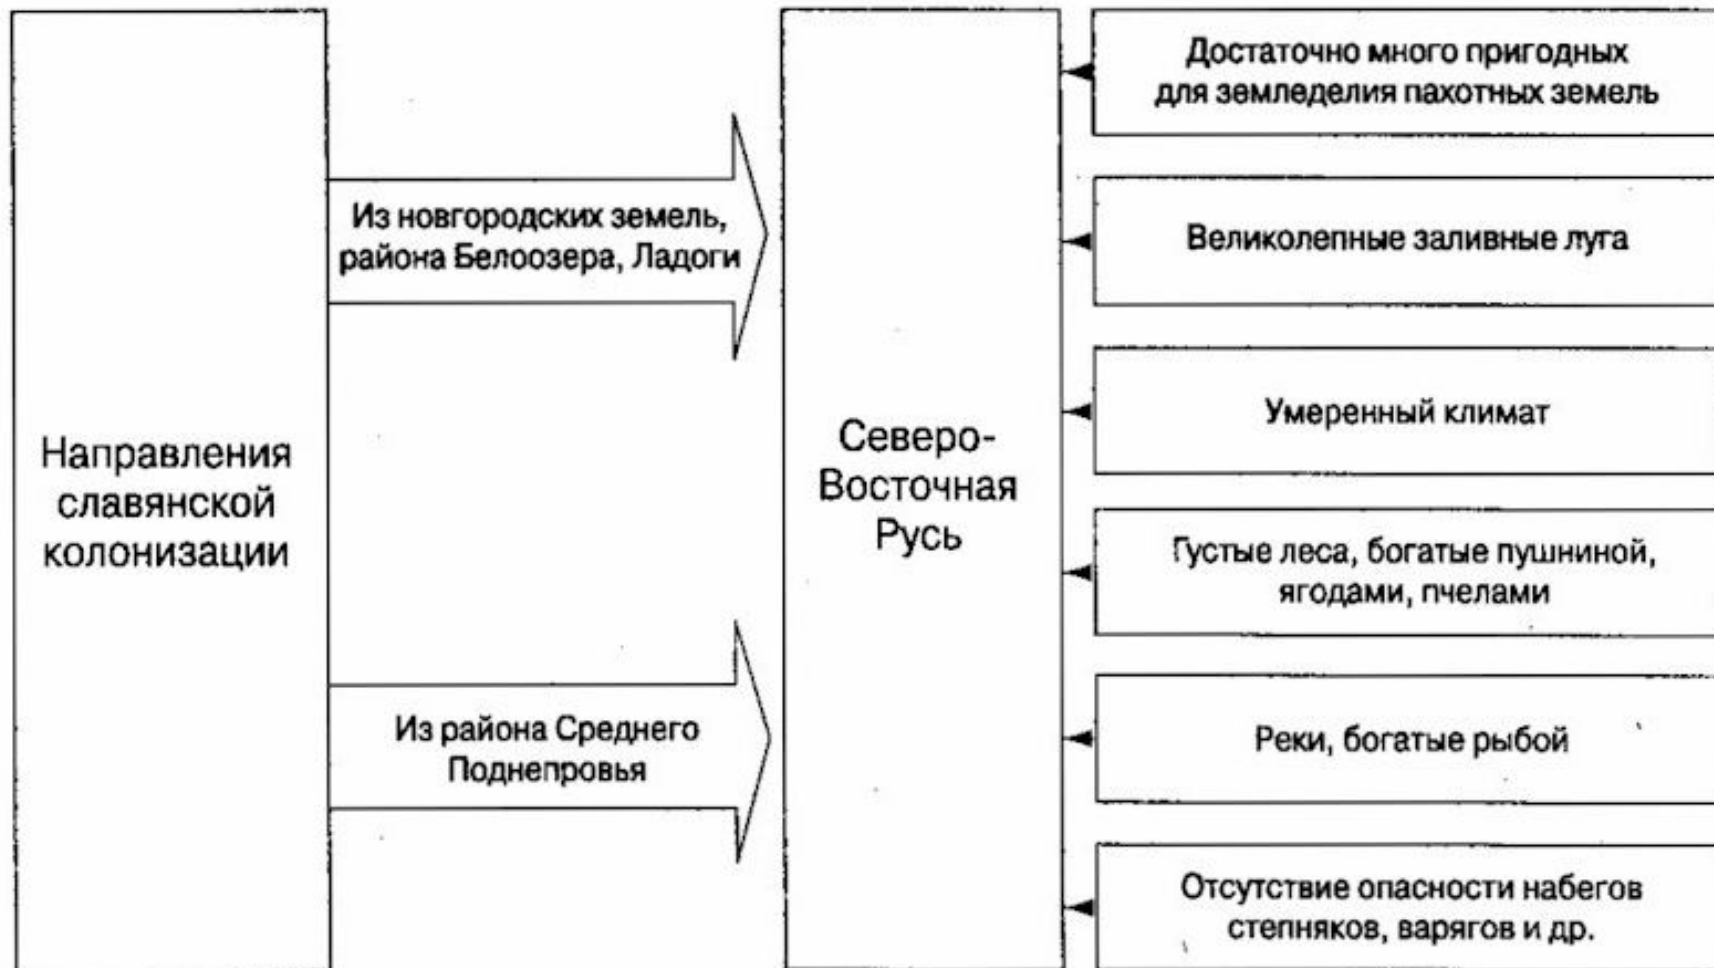 Направления
славянской
колонизации
Из новгородских земель,
района Белоозера, Ладоги
Из района Среднего
Поднепровья
Северо-
Восточная
Русь
Достаточно много пригодных
для земледелия пахотных земель
Великолепные заливные луга
Умеренный климат
Густые леса, богатые пушниной,
ягодами, пчелами
Реки, богатые рыбой
Отсутствие опасности набегов
степняков, варягов и др.